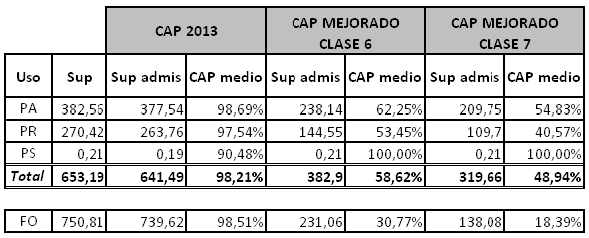 CAP 2013 CAP MEJORADO CLASE 6 CAP MEJORADO CLASE 7
Uso Sup Sup admis CAP medio Sup admis CAP medio Sup admis CAP medio
PA 382,56 377,54 98,69% 238,14 62,25% 209,75 54,83%
PR 270,42 263,76 97,54% 144,55 53,45% 109,7 40,57%
PS 0,21 0,19 90,48% 0,21 100,00% 0,21 100,00%
Total 653,19 641,49 98,21% 382,9 58,62% 319,66 48,94%
FO 750,81 739,62 98,51% 231,06 30,77% 138,08 18,39%